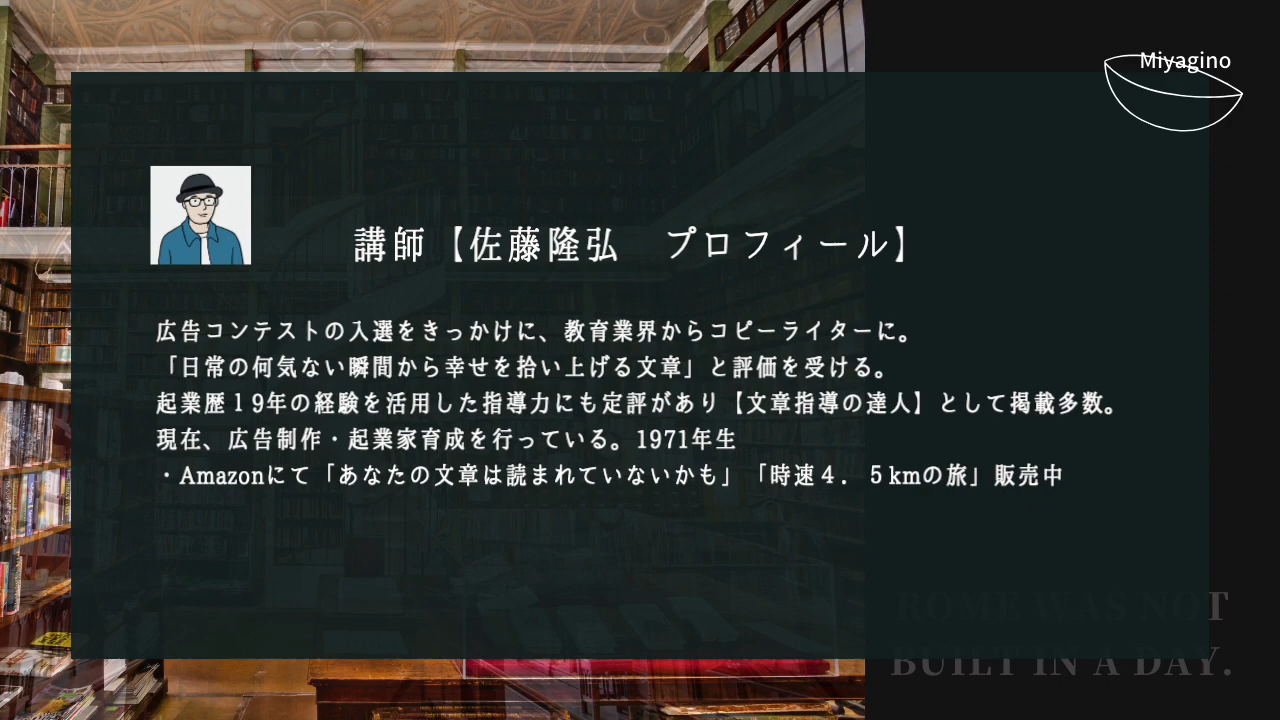 Miyagino
講師【佐藤隆弘　プロフィール】
広告コンテストの入選をきっかけに、教育業界からコピーライターに。
「日常の何気ない瞬間から幸せを拾い上げる文章」と評価を受ける。
起業歴１9年の経験を活用した指導力にも定評があり【文章指導の達人】として掲載多数。
現在、広告制作・起業家育成を行っている。1971年生
・Amazonにて「あなたの文章は読まれていないかも」「時速４．５kmの旅」販売中
ROME WAS NOT
BUILT IN A DAY.